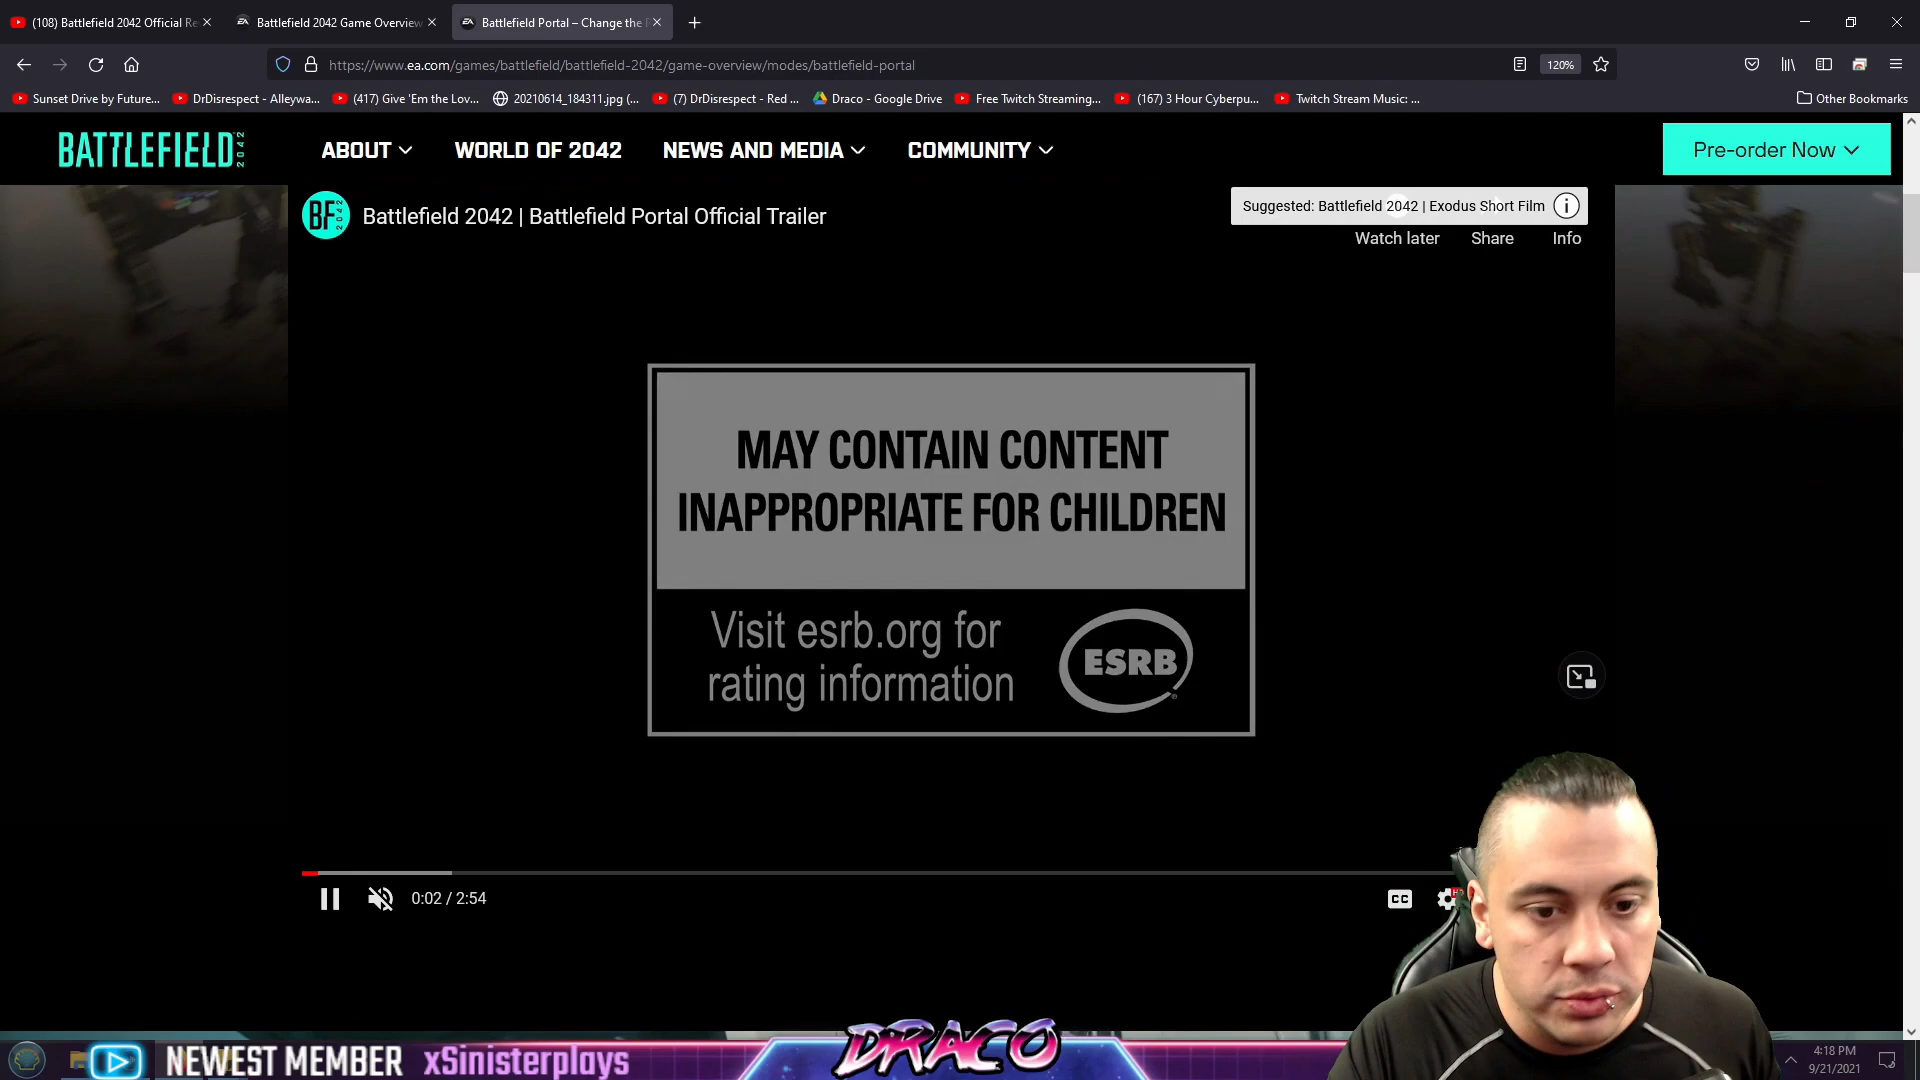 (108) Battlefield 2042 Official Re
Battlefield 2042 Game Overview
Battlefield Portal – Change the
https://www.ea.com/games/battlefield/battlefield-2042/game-overview/modes/battlefield-portal
120%
Sunset Drive by Future...
DrDisrespect - Alleywa...
(417) Give 'Em the Lov...
20210614_184311.jpg (...
(7) DrDisrespect - Red ...
Draco - Google Drive
Free Twitch Streaming...
(167) 3 Hour Cyberpu...
Twitch Stream Music: ...
Other Bookmarks
BATTLEFIELD 2042
ABOUT
WORLD OF 2042
NEWS AND MEDIA
COMMUNITY
Pre-order Now
BF 2042
Battlefield 2042 | Battlefield Portal Official Trailer
Suggested: Battlefield 2042 | Exodus Short Film
Watch later
Share
Info
MAY CONTAIN CONTENT
INAPPROPRIATE FOR CHILDREN
Visit esrb.org for
rating information
ESRB
0:02 / 2:54
CC
NEWEST MEMBER xSinisterplays
DRACO
4:18 PM
9/21/2021